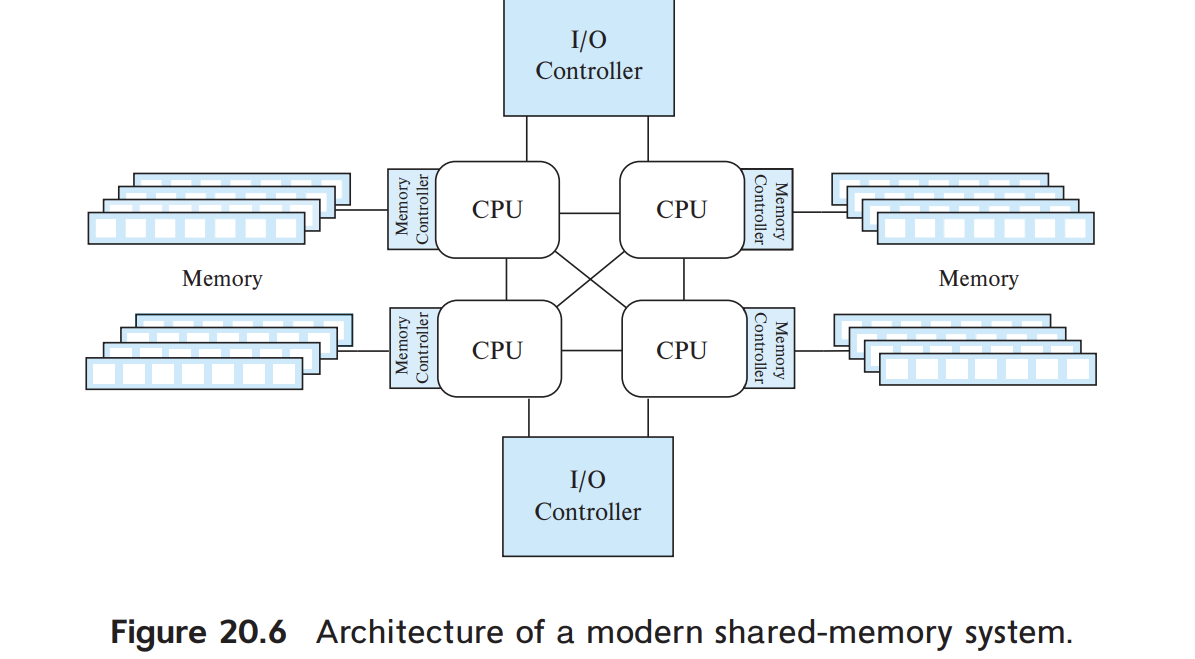 I/O
Controller
Memory
Controller
CPU
CPU
Memory
Controller
Memory
Memory
Memory
Controller
CPU
CPU
Memory
Controller
I/O
Controller
Figure 20.6 Architecture of a modern shared-memory system.